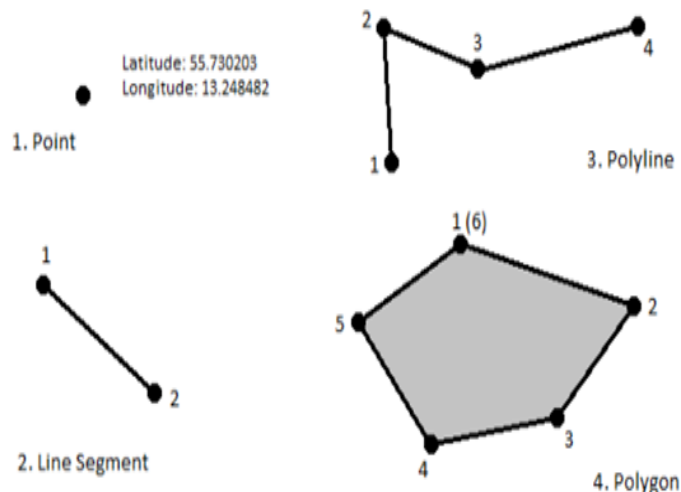 Latitude: 55.730203
Longitude: 13.248482
1. Point
2
3
4
1
3. Polyline
1
2
2. Line Segment
1 (6)
2
3
4
5
4. Polygon